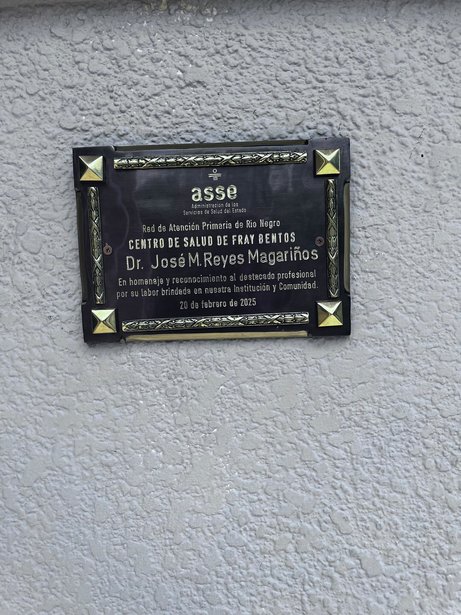 asse
Administración de los
Servicios de Salud del Estado
Red de Atención Primaria de Río Negro
CENTRO DE SALUD DE FRAY BENTOS
Dr. José M. Reyes Magariños
En homenaje y reconocimiento al destacado profesional
por su labor brindada en nuestra Institución y Comunidad.
20 de febrero de 2025